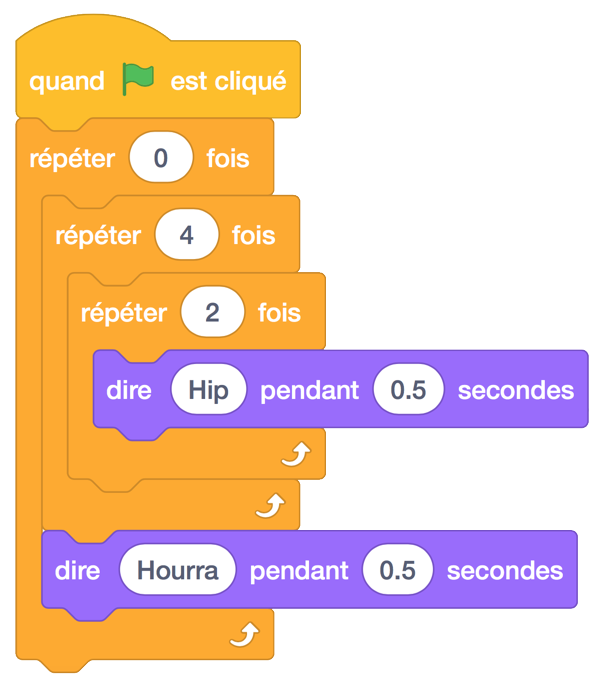 quand est cliqué
répéter 0 fois
répéter 4 fois
répéter 2 fois
dire Hip pendant 0.5 secondes
dire Hourra pendant 0.5 secondes